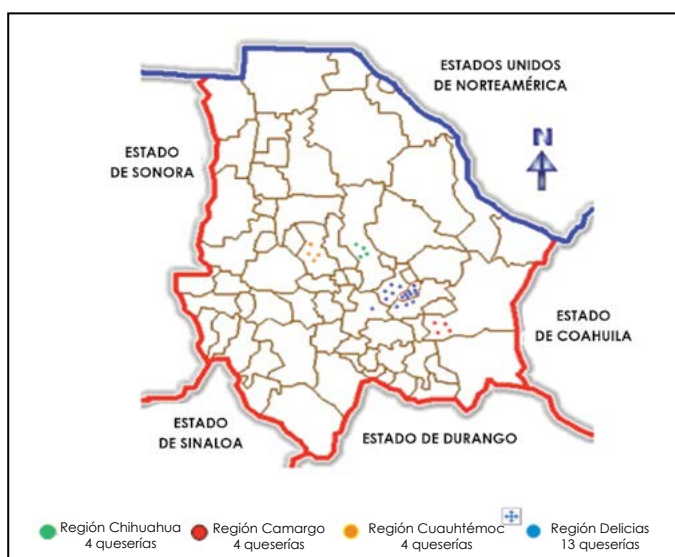 ESTADOS UNIDOS
DE NORTEAMÉRICA
N
ESTADO
DE SONORA
ESTADO
DE COAHUILA
ESTADO
DE SINALOA
ESTADO DE DURANGO
Región Chihuahua
4 queserías
Región Camargo
4 queserías
Región Cuauhtémoc
4 queserías
Región Delicias
13 queserías